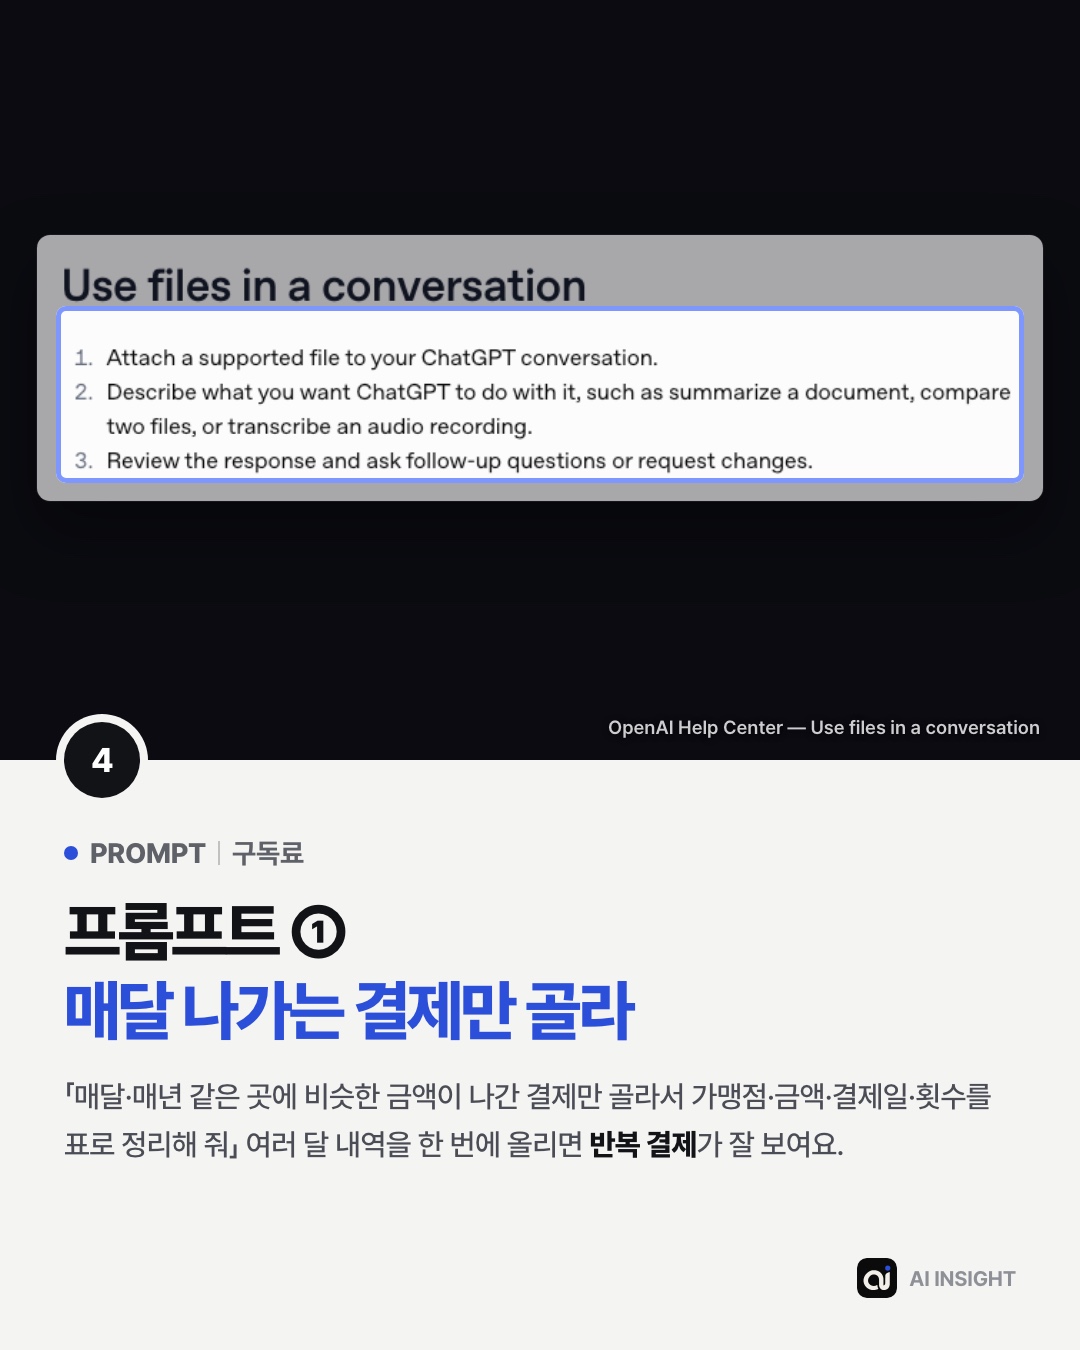 Use files in a conversation
1. Attach a supported file to your ChatGPT conversation.
2. Describe what you want ChatGPT to do with it, such as summarize a document, compare
two files, or transcribe an audio recording.
3. Review the response and ask follow-up questions or request changes.
OpenAI Help Center — Use files in a conversation
4
PROMPT | 구독료
프롬프트 ①
매달 나가는 결제만 골라
「매달·매년 같은 곳에 비슷한 금액이 나간 결제만 골라서 가맹점·금액·결제일·횟수를
표로 정리해 줘」 여러 달 내역을 한 번에 올리면 반복 결제가 잘 보여요.
ai AI INSIGHT